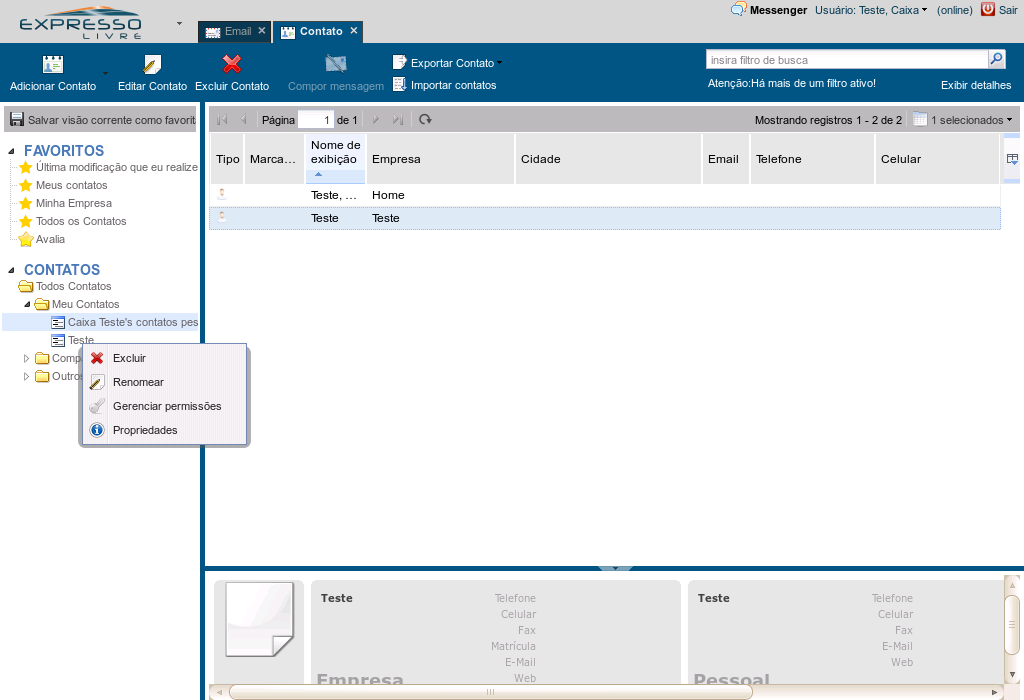 EXPRESSO
LIVRE
Email
Contato
Messenger
Usuário: Teste, Caixa
(online)
Sair
Adicionar Contato
Editar Contato
Excluir Contato
Compor mensagem
Exportar Contato
Importar contatos
insira filtro de busca
Atenção:Há mais de um filtro ativo!
Exibir detalhes
Salvar visão corrente como favorit
Página 1 de 1
Mostrando registros 1 - 2 de 2
1 selecionados
FAVORITOS
Última modificação que eu realize
Meus contatos
Minha Empresa
Todos os Contatos
Avalia
CONTATOS
Todos Contatos
Meu Contatos
Caixa Teste's contatos pes
Teste
Comp
Outros
Excluir
Renomear
Gerenciar permissões
Propriedades
Tipo
Marca...
Nome de
exibição
Empresa
Cidade
Email
Telefone
Celular
Teste, ... Home
Teste Teste
Teste
Telefone
Celular
Fax
Matrícula
E-Mail
Web
Empresa
Teste
Telefone
Celular
Fax
E-Mail
Web
Pessoal